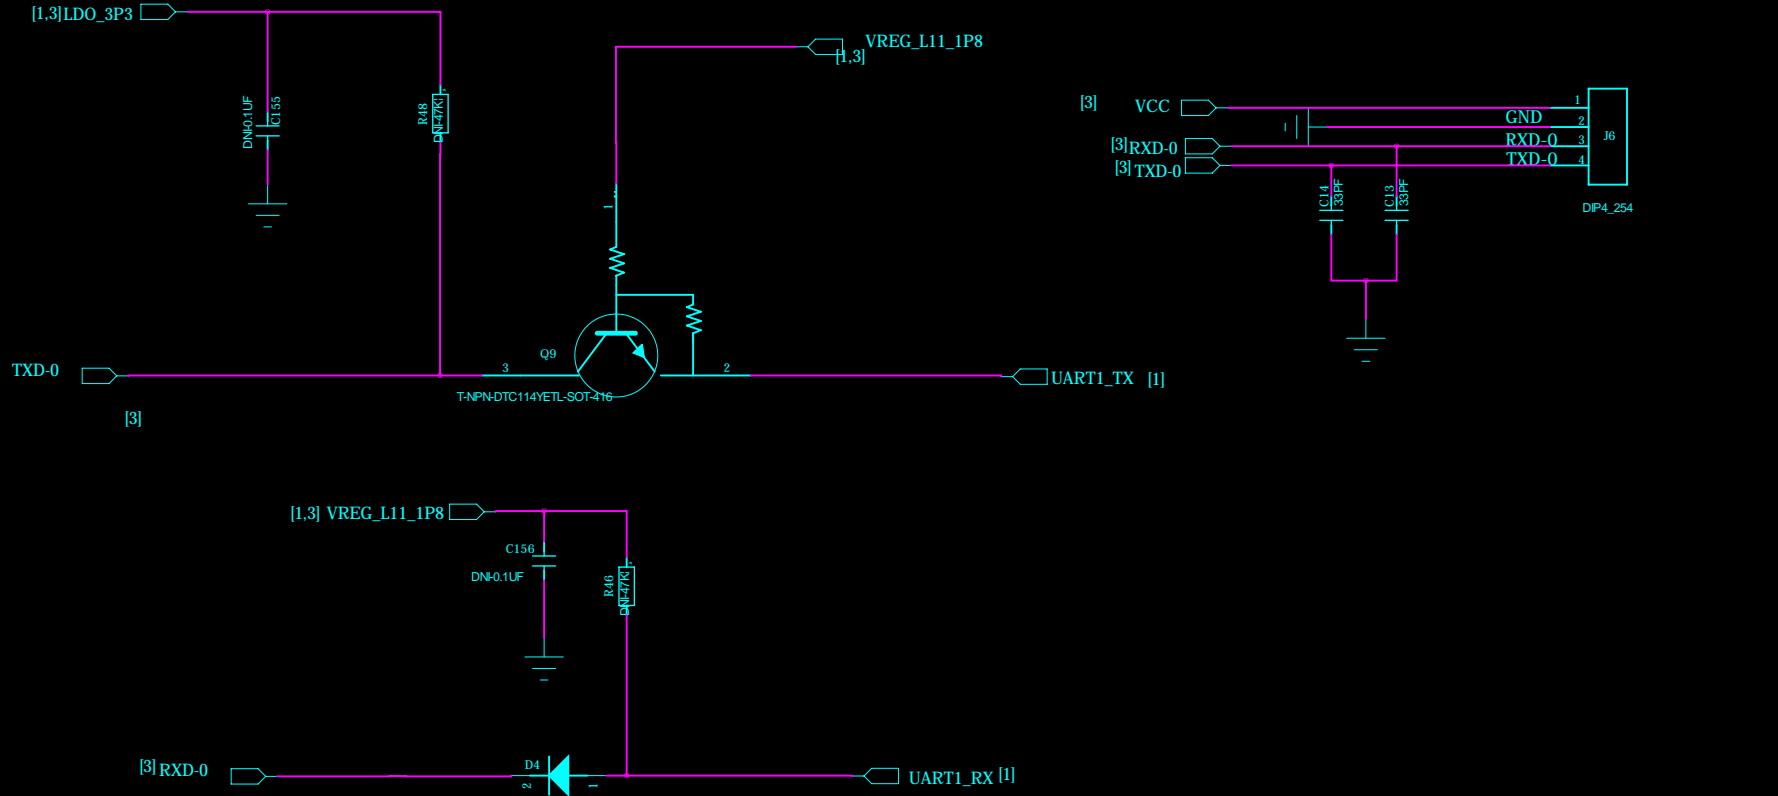 [1,3] LDO_3P3
VREG_L11_1P8
[1,3]
DNI-0.1UF
C155
R48
DNI-47K
1
Q9
3
2
T-NPN-DTC114YETL-SOT-416
TXD-0
[3]
UART1_TX [1]
[3] VCC
[3] RXD-0
[3] TXD-0
GND
RXD-0
TXD-0
1
2
3
4
J6
DIP4_254
C14
33PF
C13
33PF
[1,3] VREG_L11_1P8
C156
DNI-0.1UF
R46
DNI-47K
[3] RXD-0
D4
2
1
UART1_RX [1]